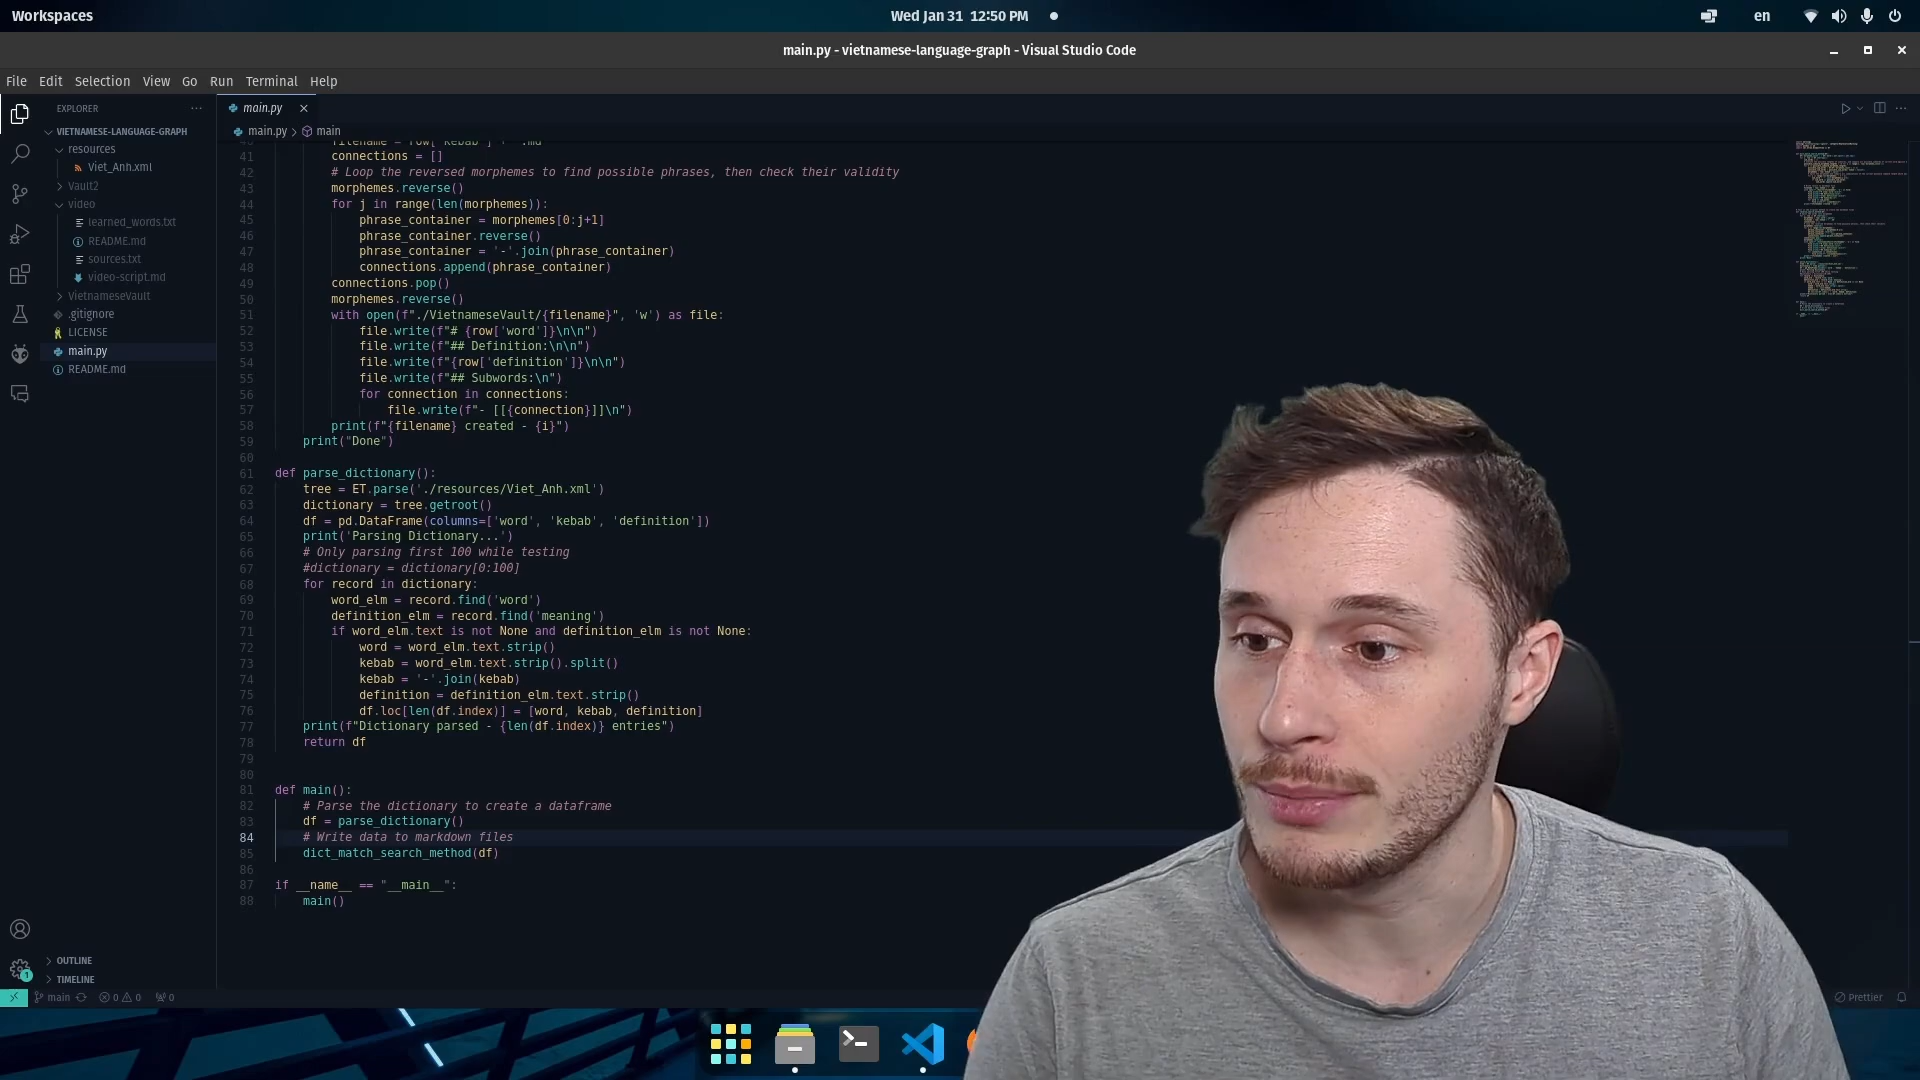 Workspaces
Wed Jan 31 12:50 PM
en
main.py - vietnamese-language-graph - Visual Studio Code
File Edit Selection View Go Run Terminal Help
EXPLORER
VIETNAMESE-LANGUAGE-GRAPH
resources
Viet_Anh.xml
Vault2
video
learned_words.txt
README.md
sources.txt
video-script.md
VietnameseVault
.gitignore
LICENSE
main.py
README.md
OUTLINE
TIMELINE
main.py
main.py > main
41 connections = []
42 # Loop the reversed morphemes to find possible phrases, then check their validity
43 morphemes.reverse()
44 for j in range(len(morphemes)):
45 phrase_container = morphemes[0:j+1]
46 phrase_container.reverse()
47 phrase_container = '-'.join(phrase_container)
48 connections.append(phrase_container)
49 connections.pop()
50 morphemes.reverse()
51 with open(f"./VietnameseVault/{filename}", 'w') as file:
52 file.write(f"# {row['word']}\n\n")
53 file.write(f"## Definition:\n\n")
54 file.write(f"{row['definition']}\n\n")
55 file.write(f"## Subwords:\n")
56 for connection in connections:
57 file.write(f"- [[{connection}]]\n")
58 print(f"{filename} created - {i}")
59 print("Done")
60
61 def parse_dictionary():
62 tree = ET.parse('./resources/Viet_Anh.xml')
63 dictionary = tree.getroot()
64 df = pd.DataFrame(columns=['word', 'kebab', 'definition'])
65 print('Parsing Dictionary...')
66 # Only parsing first 100 while testing
67 #dictionary = dictionary[0:100]
68 for record in dictionary:
69 word_elm = record.find('word')
70 definition_elm = record.find('meaning')
71 if word_elm.text is not None and definition_elm is not None:
72 word = word_elm.text.strip()
73 kebab = word_elm.text.strip().split()
74 kebab = '-'.join(kebab)
75 definition = definition_elm.text.strip()
76 df.loc[len(df.index)] = [word, kebab, definition]
77 print(f"Dictionary parsed - {len(df.index)} entries")
78 return df
79
80
81 def main():
82 # Parse the dictionary to create a dataframe
83 df = parse_dictionary()
84 # Write data to markdown files
85 dict_match_search_method(df)
86
87 if __name__ == "__main__":
88 main()
1
main 0 0 0
Prettier